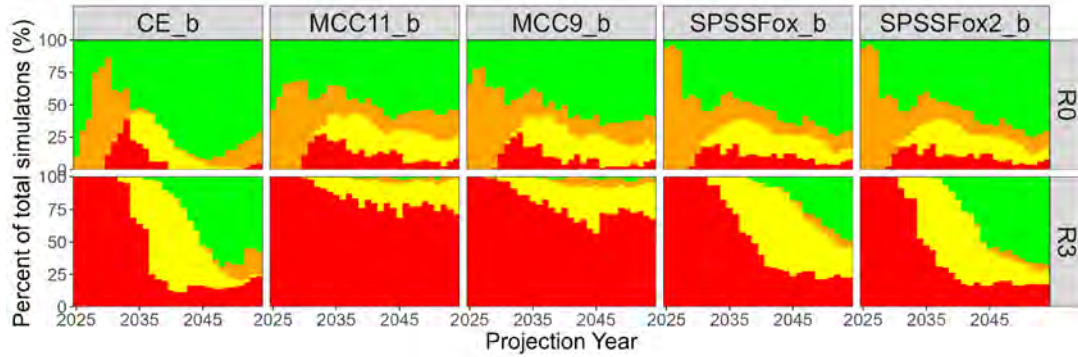 CE_b MCC11_b MCC9_b SPSSFox_b SPSSFox2_b
Percent of total simulatons (%)
100
75
50
25
0
R0
100
75
50
25
0
R3
2025 2035 2045 2025 2035 2045 2025 2035 2045 2025 2035 2045 2025 2035 2045
Projection Year